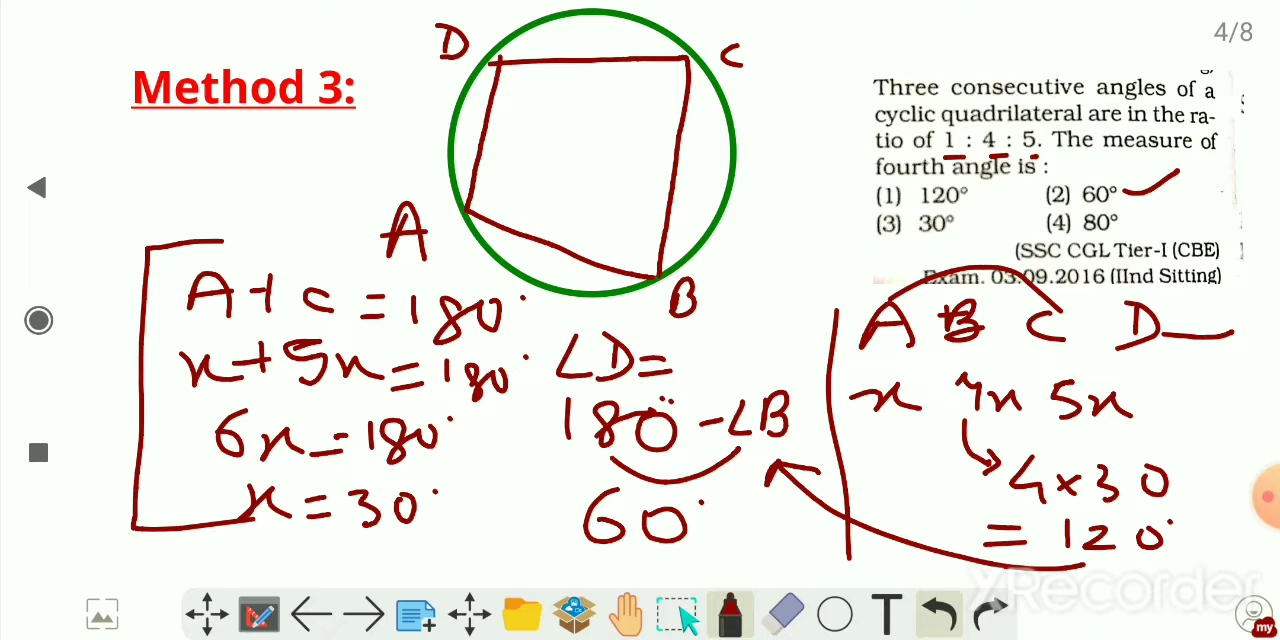 4/8
Method 3:
D
C
A
B
Three consecutive angles of a
cyclic quadrilateral are in the ra-
tio of 1 : 4 : 5. The measure of
fourth angle is :
(1) 120° (2) 60°
(3) 30° (4) 80°
(SSC CGL Tier-I (CBE)
Exam. 03.09.2016 (IInd Sitting)
A + C = 180°
x + 5x = 180°
6x = 180°
x = 30°
∠D =
180° - ∠B
60°
A B C D
x 4x 5x
4 × 30
= 120°
XRecorder
T
my